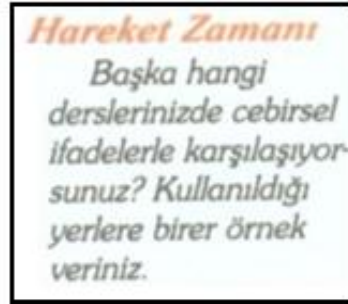 Hareket Zamanı
Başka hangi
derslerinizde cebirsel
ifadelerle karşılaşıyor-
sunuz? Kullanıldığı
yerlere birer örnek
veriniz.